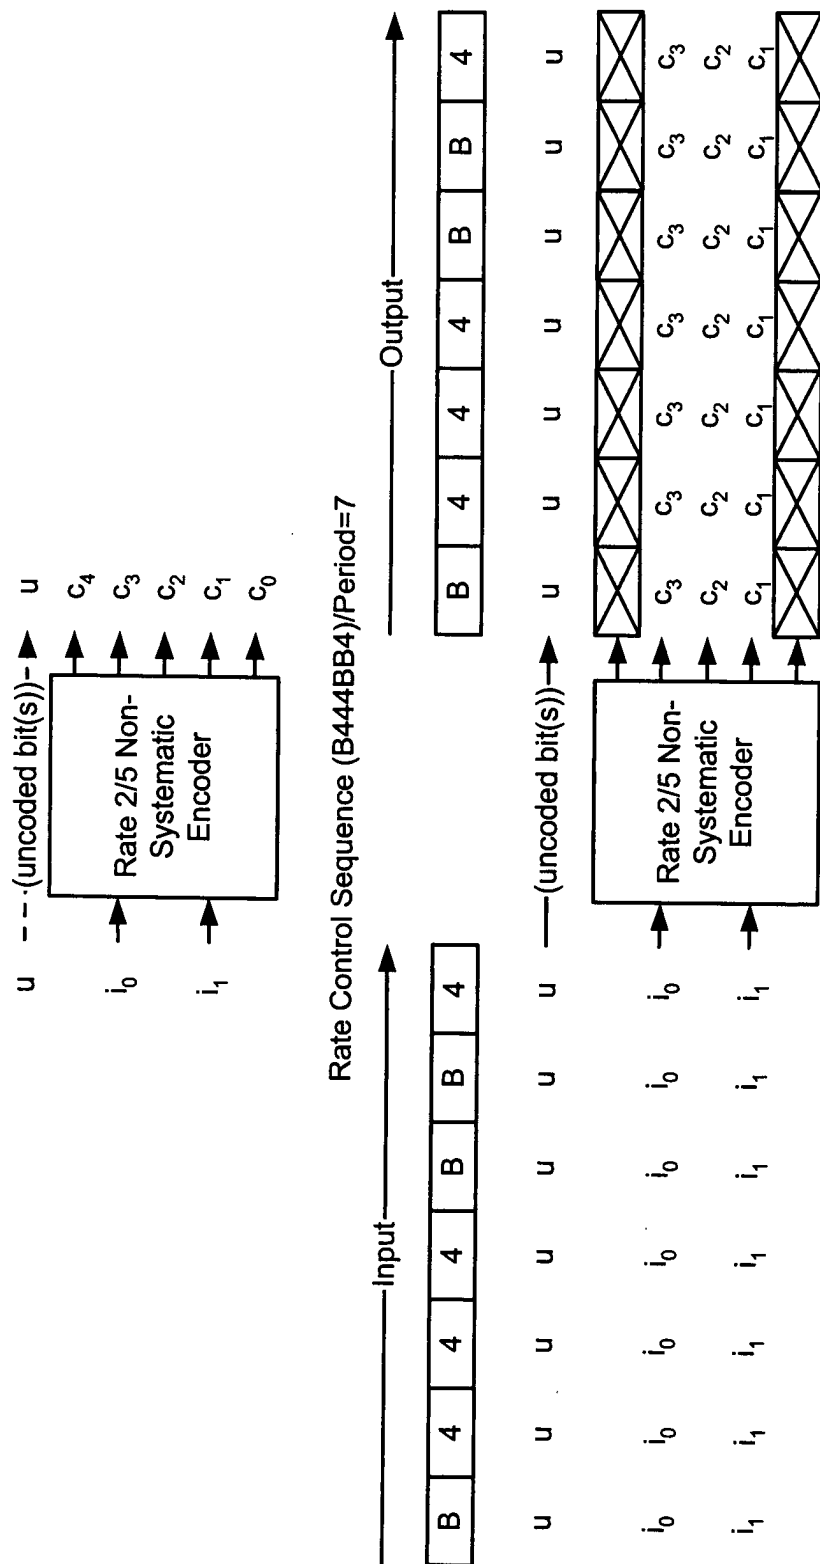 u (uncoded bit(s)) u
c4
i0 c3
Rate 2/5 Non-
Systematic
Encoder
c2
i1 c1
c0
Rate Control Sequence (B444BB4)/Period=7
Input Output
B 4 4 4 B B 4 B 4 4 4 B B 4
u u u u u u u (uncoded bit(s)) u u u u u u u
i0 i0 i0 i0 i0 i0 i0 c3 c3 c3 c3 c3 c3 c3
Rate 2/5 Non-
Systematic
Encoder
c2 c2 c2 c2 c2 c2 c2
i1 i1 i1 i1 i1 i1 i1 c1 c1 c1 c1 c1 c1 c1